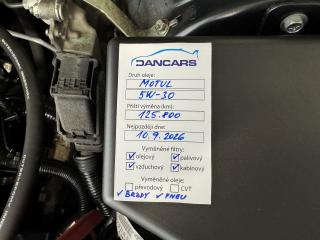 DANCARS
Druh oleje:
MOTUL
5W-30
Příští výměna (km):
125.800
Nejpozději dne:
10.9.2026
Vyměněné filtry:
olejový palivový
vzduchový kabinový
Vyměněné oleje:
převodový CVT
✓ BRZDY ✓ PNEU